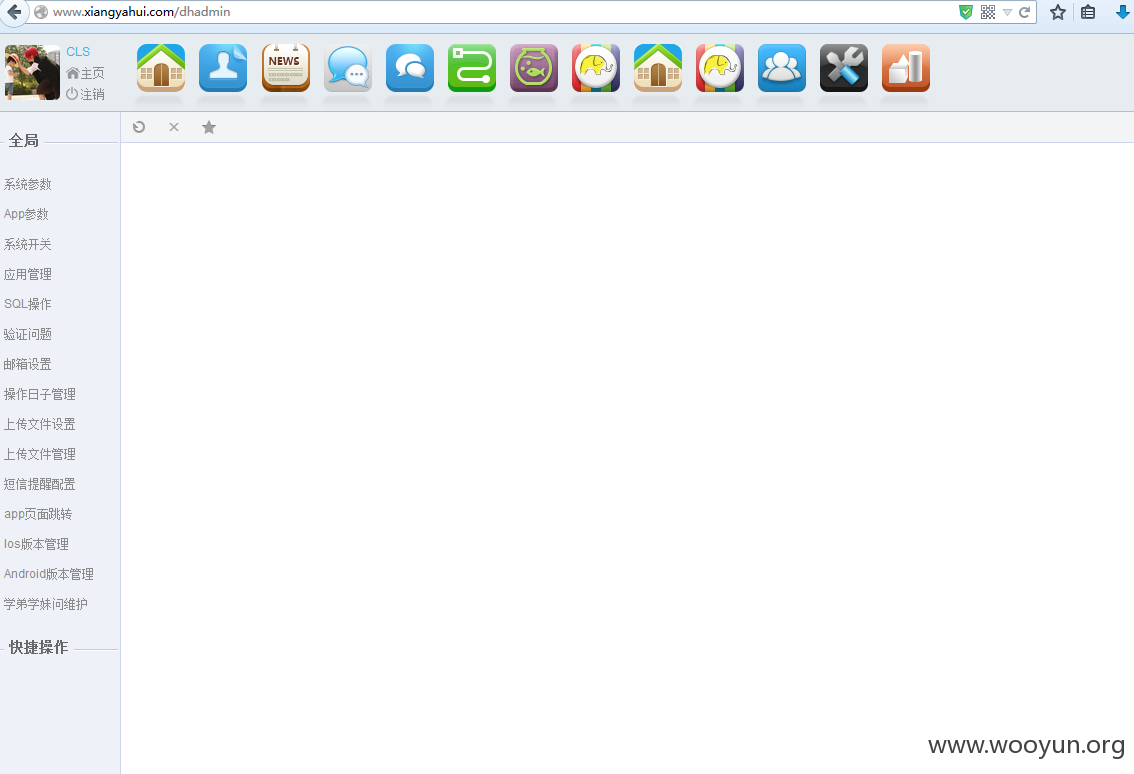 www.xiangyahui.com/dhadmin
CLS
主页
注销
NEWS
全局
系统参数
App参数
系统开关
应用管理
SQL操作
验证问题
邮箱设置
操作日子管理
上传文件设置
上传文件管理
短信提醒配置
app页面跳转
Ios版本管理
Android版本管理
学弟学妹问维护
快捷操作
www.wooyun.org